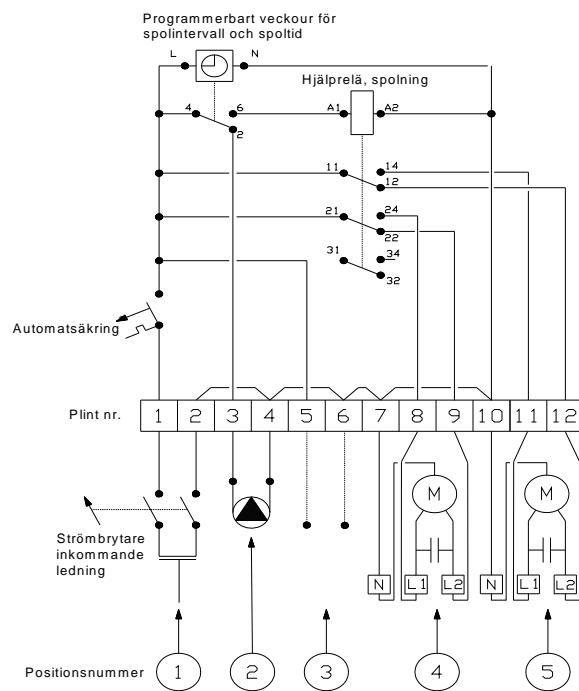 Programmerbart veckour för
spolintervall och spoltid
L
N
Hjälprelä, spolning
4
6
2
A1
A2
11
14
12
21
24
22
31
34
32
Automatsäkring
Plint nr.
1 2 3 4 5 6 7 8 9 10 11 12
M
M
Strömbrytare
inkommande
ledning
N
L1
L2
N
L1
L2
Positionsnummer
1
2
3
4
5